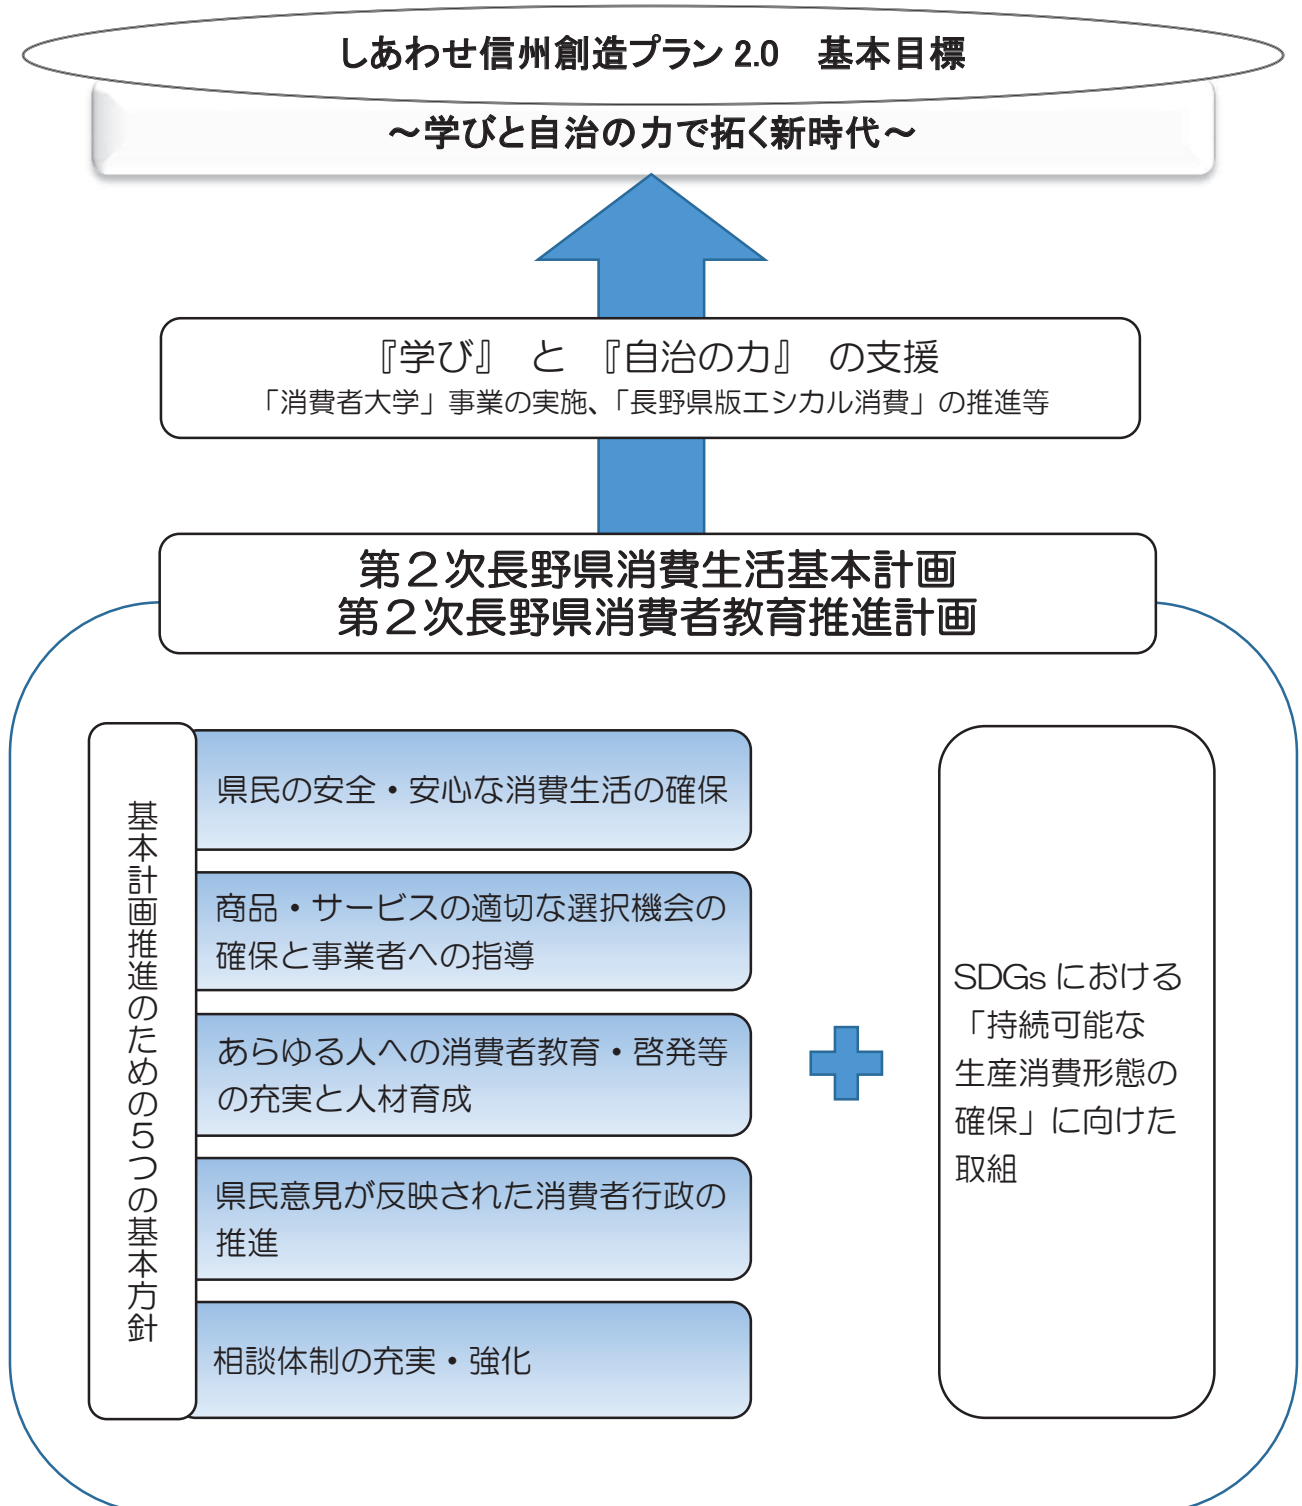 しあわせ信州創造プラン 2.0　基本目標
～学びと自治の力で拓く新時代～
『学び』 と 『自治の力』 の支援
「消費者大学」事業の実施、「長野県版エシカル消費」の推進等
第２次長野県消費生活基本計画
第２次長野県消費者教育推進計画
基本計画推進のための５つの基本方針
県民の安全・安心な消費生活の確保
商品・サービスの適切な選択機会の
確保と事業者への指導
あらゆる人への消費者教育・啓発等
の充実と人材育成
県民意見が反映された消費者行政の
推進
相談体制の充実・強化
SDGs における
「持続可能な
生産消費形態の
確保」に向けた
取組